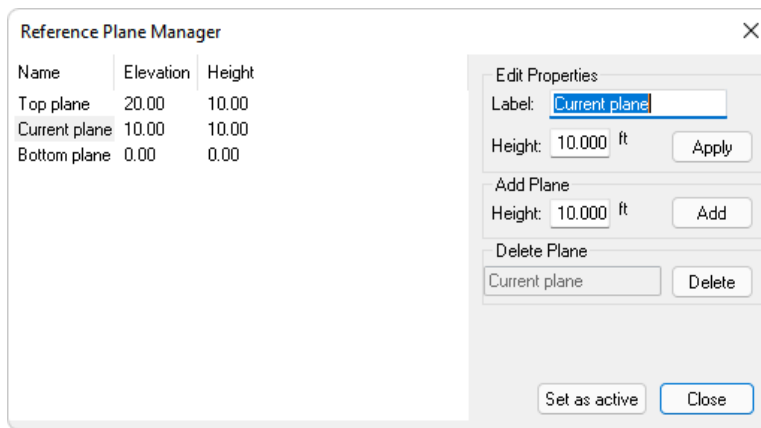 Reference Plane Manager
Name Elevation Height
Top plane 20.00 10.00
Current plane 10.00 10.00
Bottom plane 0.00 0.00
Edit Properties
Label: Current plane
Height: 10.000 ft Apply
Add Plane
Height: 10.000 ft Add
Delete Plane
Current plane Delete
Set as active Close